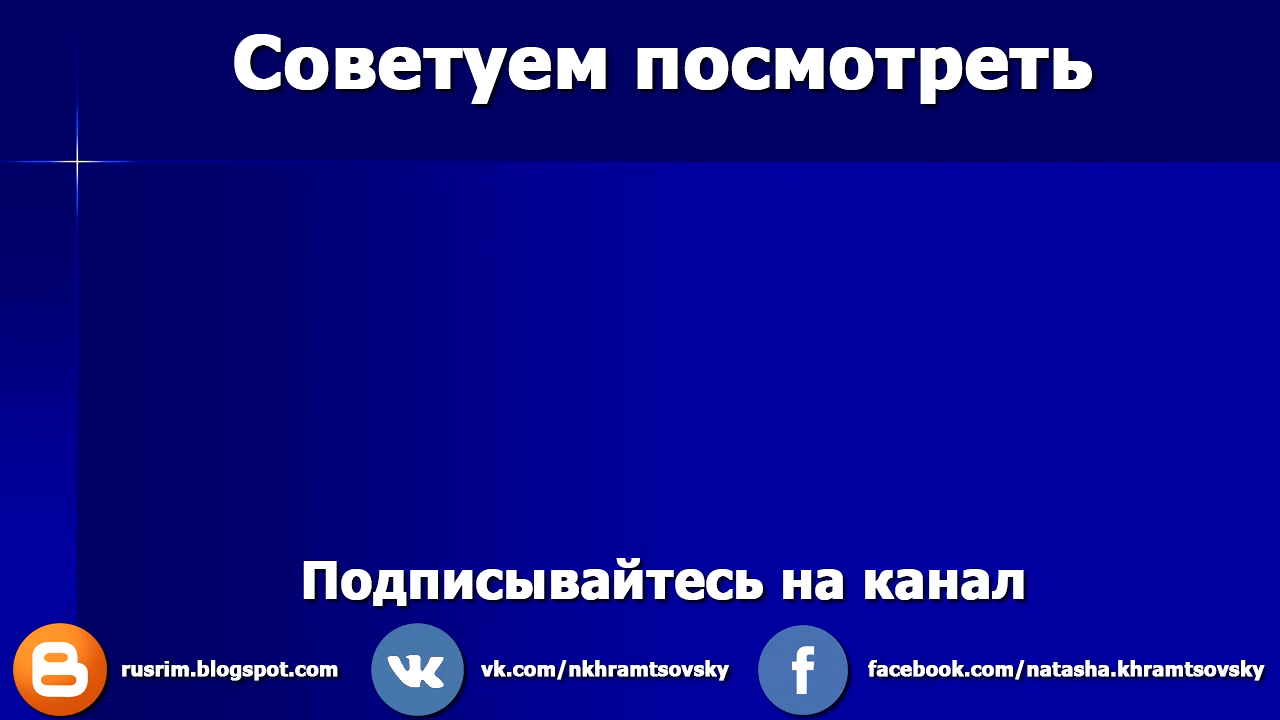 Советуем посмотреть
Подписывайтесь на канал
rusrim.blogspot.com
vk.com/nkhramtsovsky
facebook.com/natasha.khramtsovsky